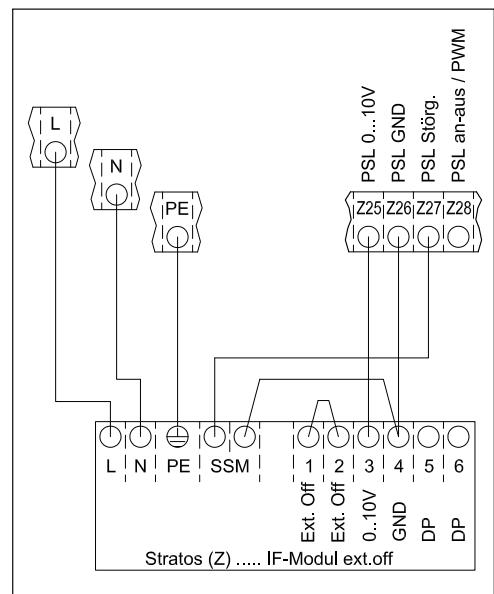 L
N
PE
PSL 0...10V
PSL GND
PSL Störg.
PSL an-aus / PWM
Z25 Z26 Z27 Z28
L N PE SSM 1 2 3 4 5 6
Ext. Off
Ext. Off
0..10V
GND
DP
DP
Stratos (Z) ..... IF-Modul ext.off